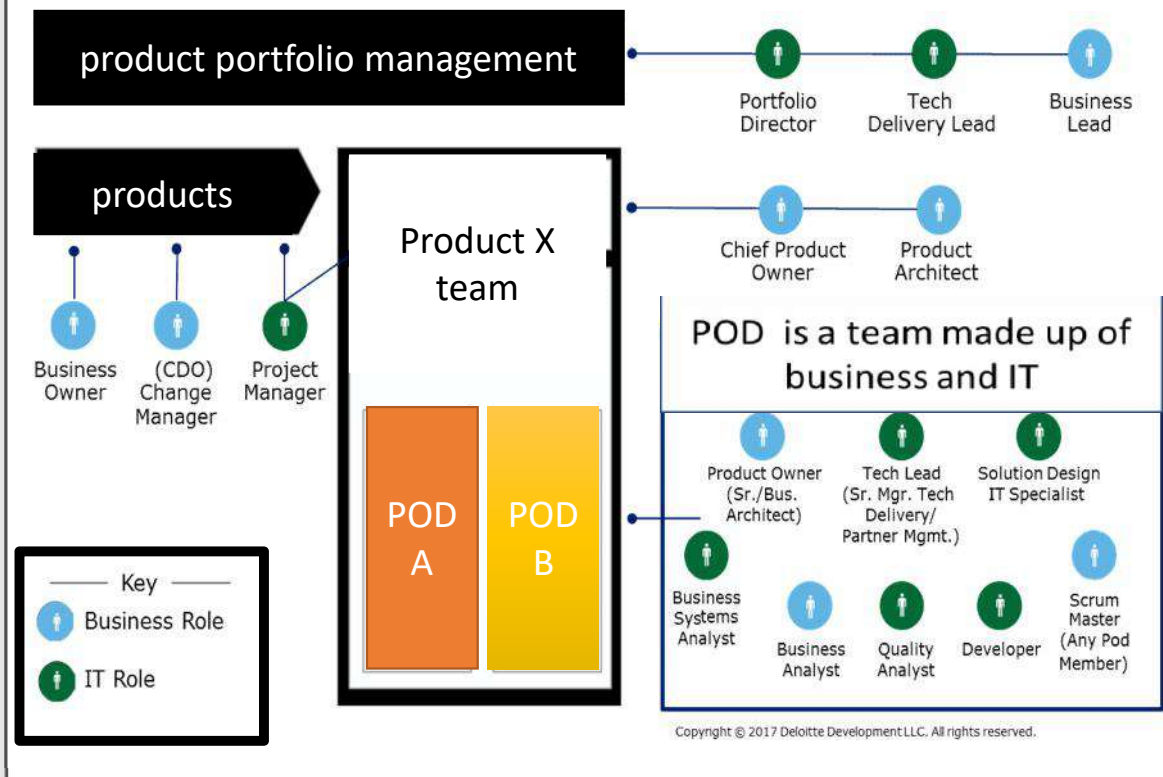 product portfolio management
Portfolio
Director
Tech
Delivery Lead
Business
Lead
products
Business
Owner
(CDO)
Change
Manager
Project
Manager
Product X
team
Chief Product
Owner
Product
Architect
POD is a team made up of
business and IT
Product Owner
(Sr./Bus.
Architect)
Tech Lead
(Sr. Mgr. Tech
Delivery/
Partner Mgmt.)
Solution Design
IT Specialist
POD
A
POD
B
Business
Systems
Analyst
Business
Analyst
Quality
Analyst
Developer
Scrum
Master
(Any Pod
Member)
Key
Business Role
IT Role
Copyright © 2017 Deloitte Development LLC. All rights reserved.